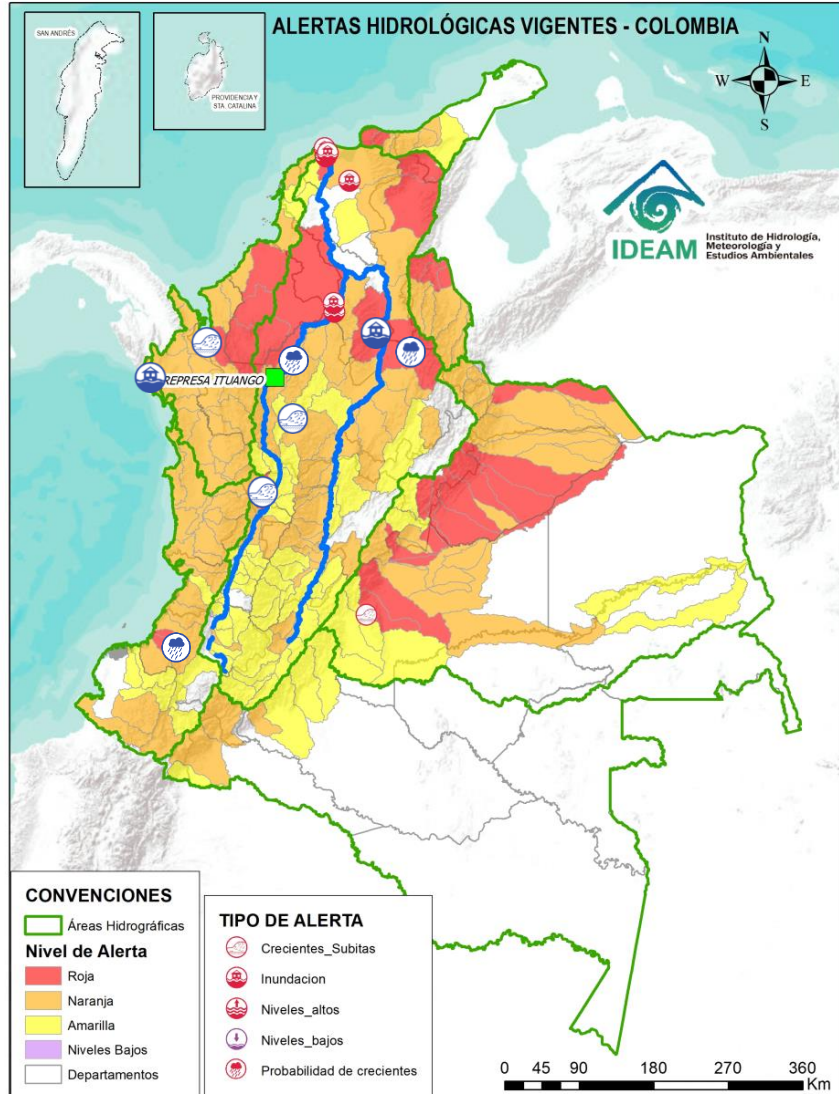 ALERTAS HIDROLÓGICAS VIGENTES - COLOMBIA
SAN ANDRÉS
PROVIDENCIA Y
STA. CATALINA
N
W
E
S
IDEAM
Instituto de Hidrología,
Meteorología y
Estudios Ambientales
REPRESA ITUANGO
CONVENCIONES
Áreas Hidrográficas
Nivel de Alerta
Roja
Naranja
Amarilla
Niveles Bajos
Departamentos
TIPO DE ALERTA
Crecientes_Subitas
Inundacion
Niveles_altos
Niveles_bajos
Probabilidad de crecientes
0 45 90 180 270 360
Km